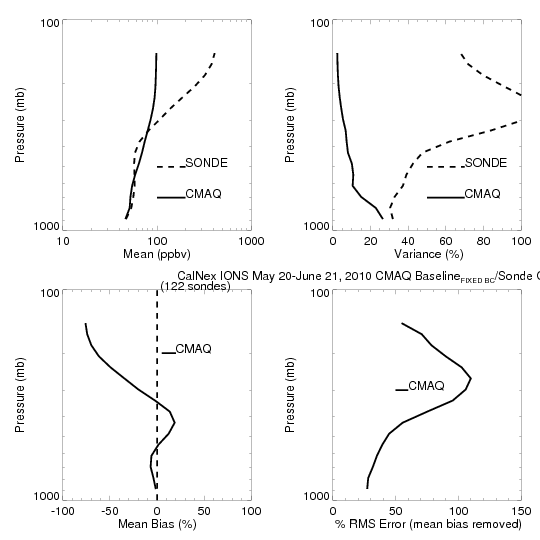 100
Pressure (mb)
SONDE
CMAQ
1000
10 100 1000
Mean (ppbv)
100
Pressure (mb)
SONDE
CMAQ
1000
0 20 40 60 80 100
Variance (%)
CalNex IONS May 20-June 21, 2010 CMAQ Baseline FIXED BC/Sonde
(122 sondes)
100
Pressure (mb)
CMAQ
1000
-100 -50 0 50 100
Mean Bias (%)
100
Pressure (mb)
CMAQ
1000
0 50 100 150
% RMS Error (mean bias removed)